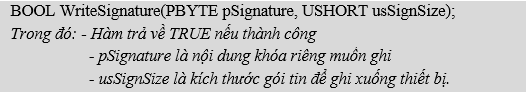 BOOL WriteSignature(PBYTE pSignature, USHORT usSignSize);
Trong đó: - Hàm trả về TRUE nếu thành công
- pSignature là nội dung khóa riêng muốn ghi
- usSignSize là kích thước gói tin để ghi xuống thiết bị.